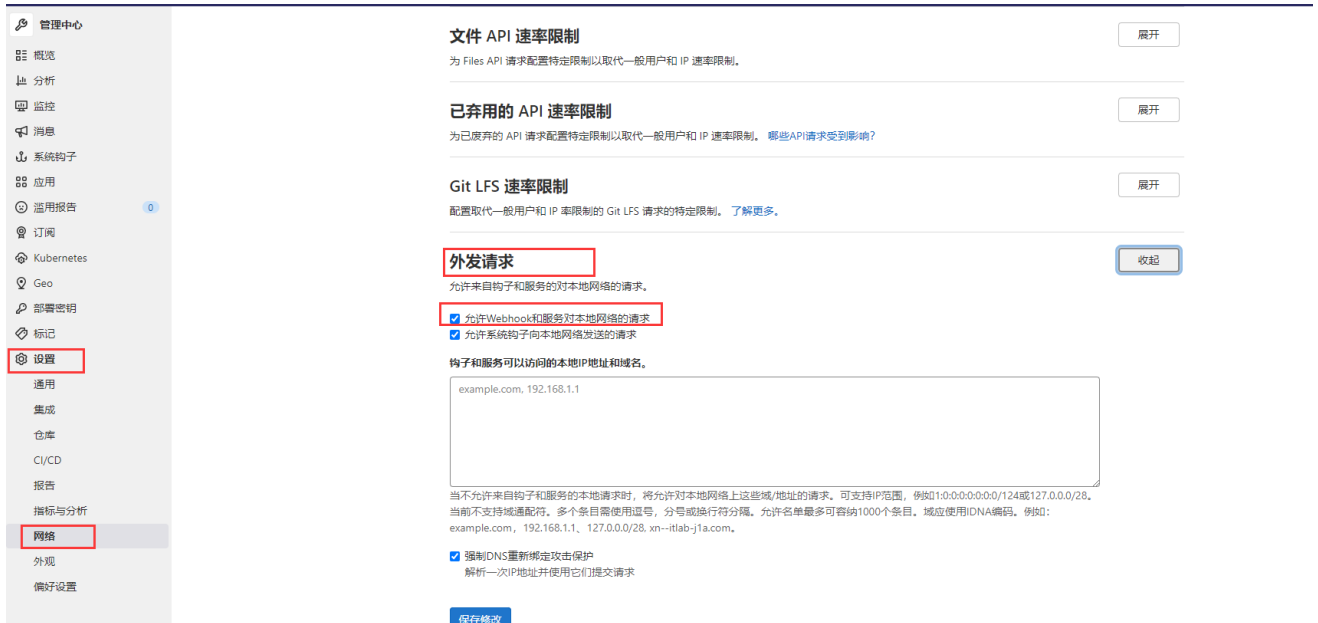 管理中心
概览
分析
监控
消息
系统钩子
应用
滥用报告 0
订阅
Kubernetes
Geo
部署密钥
标记
设置
通用
集成
仓库
CI/CD
报告
指标与分析
网络
外观
偏好设置
文件 API 速率限制
展开
为 Files API 请求配置特定限制以取代一般用户和 IP 速率限制。
已弃用的 API 速率限制
展开
为已废弃的 API 请求配置特定限制以取代一般用户和 IP 速率限制。 哪些API请求受到影响?
Git LFS 速率限制
展开
配置取代一般用户和 IP 率限制的 Git LFS 请求的特定限制。 了解更多。
外发请求
收起
允许来自钩子和服务的对本地网络的请求。
允许Webhook和服务对本地网络的请求
允许系统钩子向本地网络发送的请求
钩子和服务可以访问的本地IP地址和域名。
example.com, 192.168.1.1
当不允许来自钩子和服务的本地请求时，将允许对本地网络上这些域/地址的请求。可支持IP范围，例如1:0:0:0:0:0:0:0/124或127.0.0.0/28。
当前不支持域通配符。多个条目需使用逗号，分号或换行符分隔。允许名单最多可容纳1000个条目。域应使用IDNA编码。例如：
example.com，192.168.1.1、127.0.0.0/28, xn--itlab-j1a.com。
强制DNS重新绑定攻击保护
解析一次IP地址并使用它们提交请求
保存修改